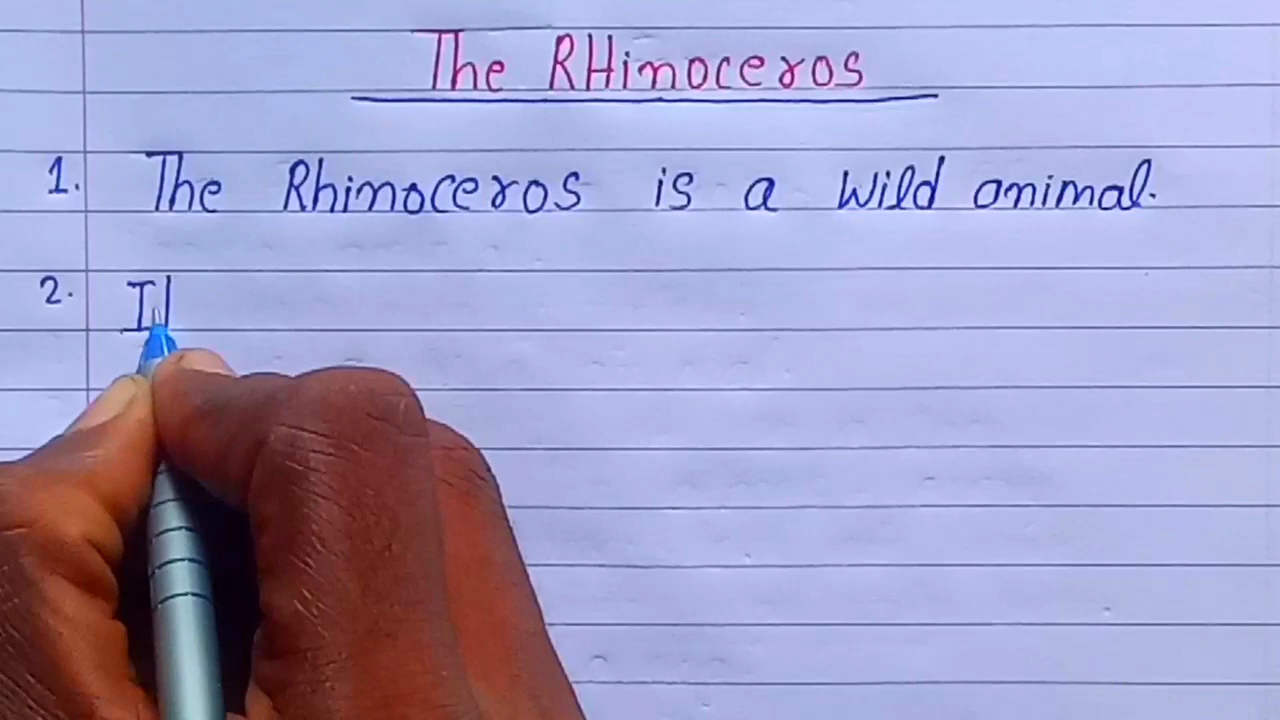 The RHinoceros
1. The Rhinoceros is a wild animal.
2. I